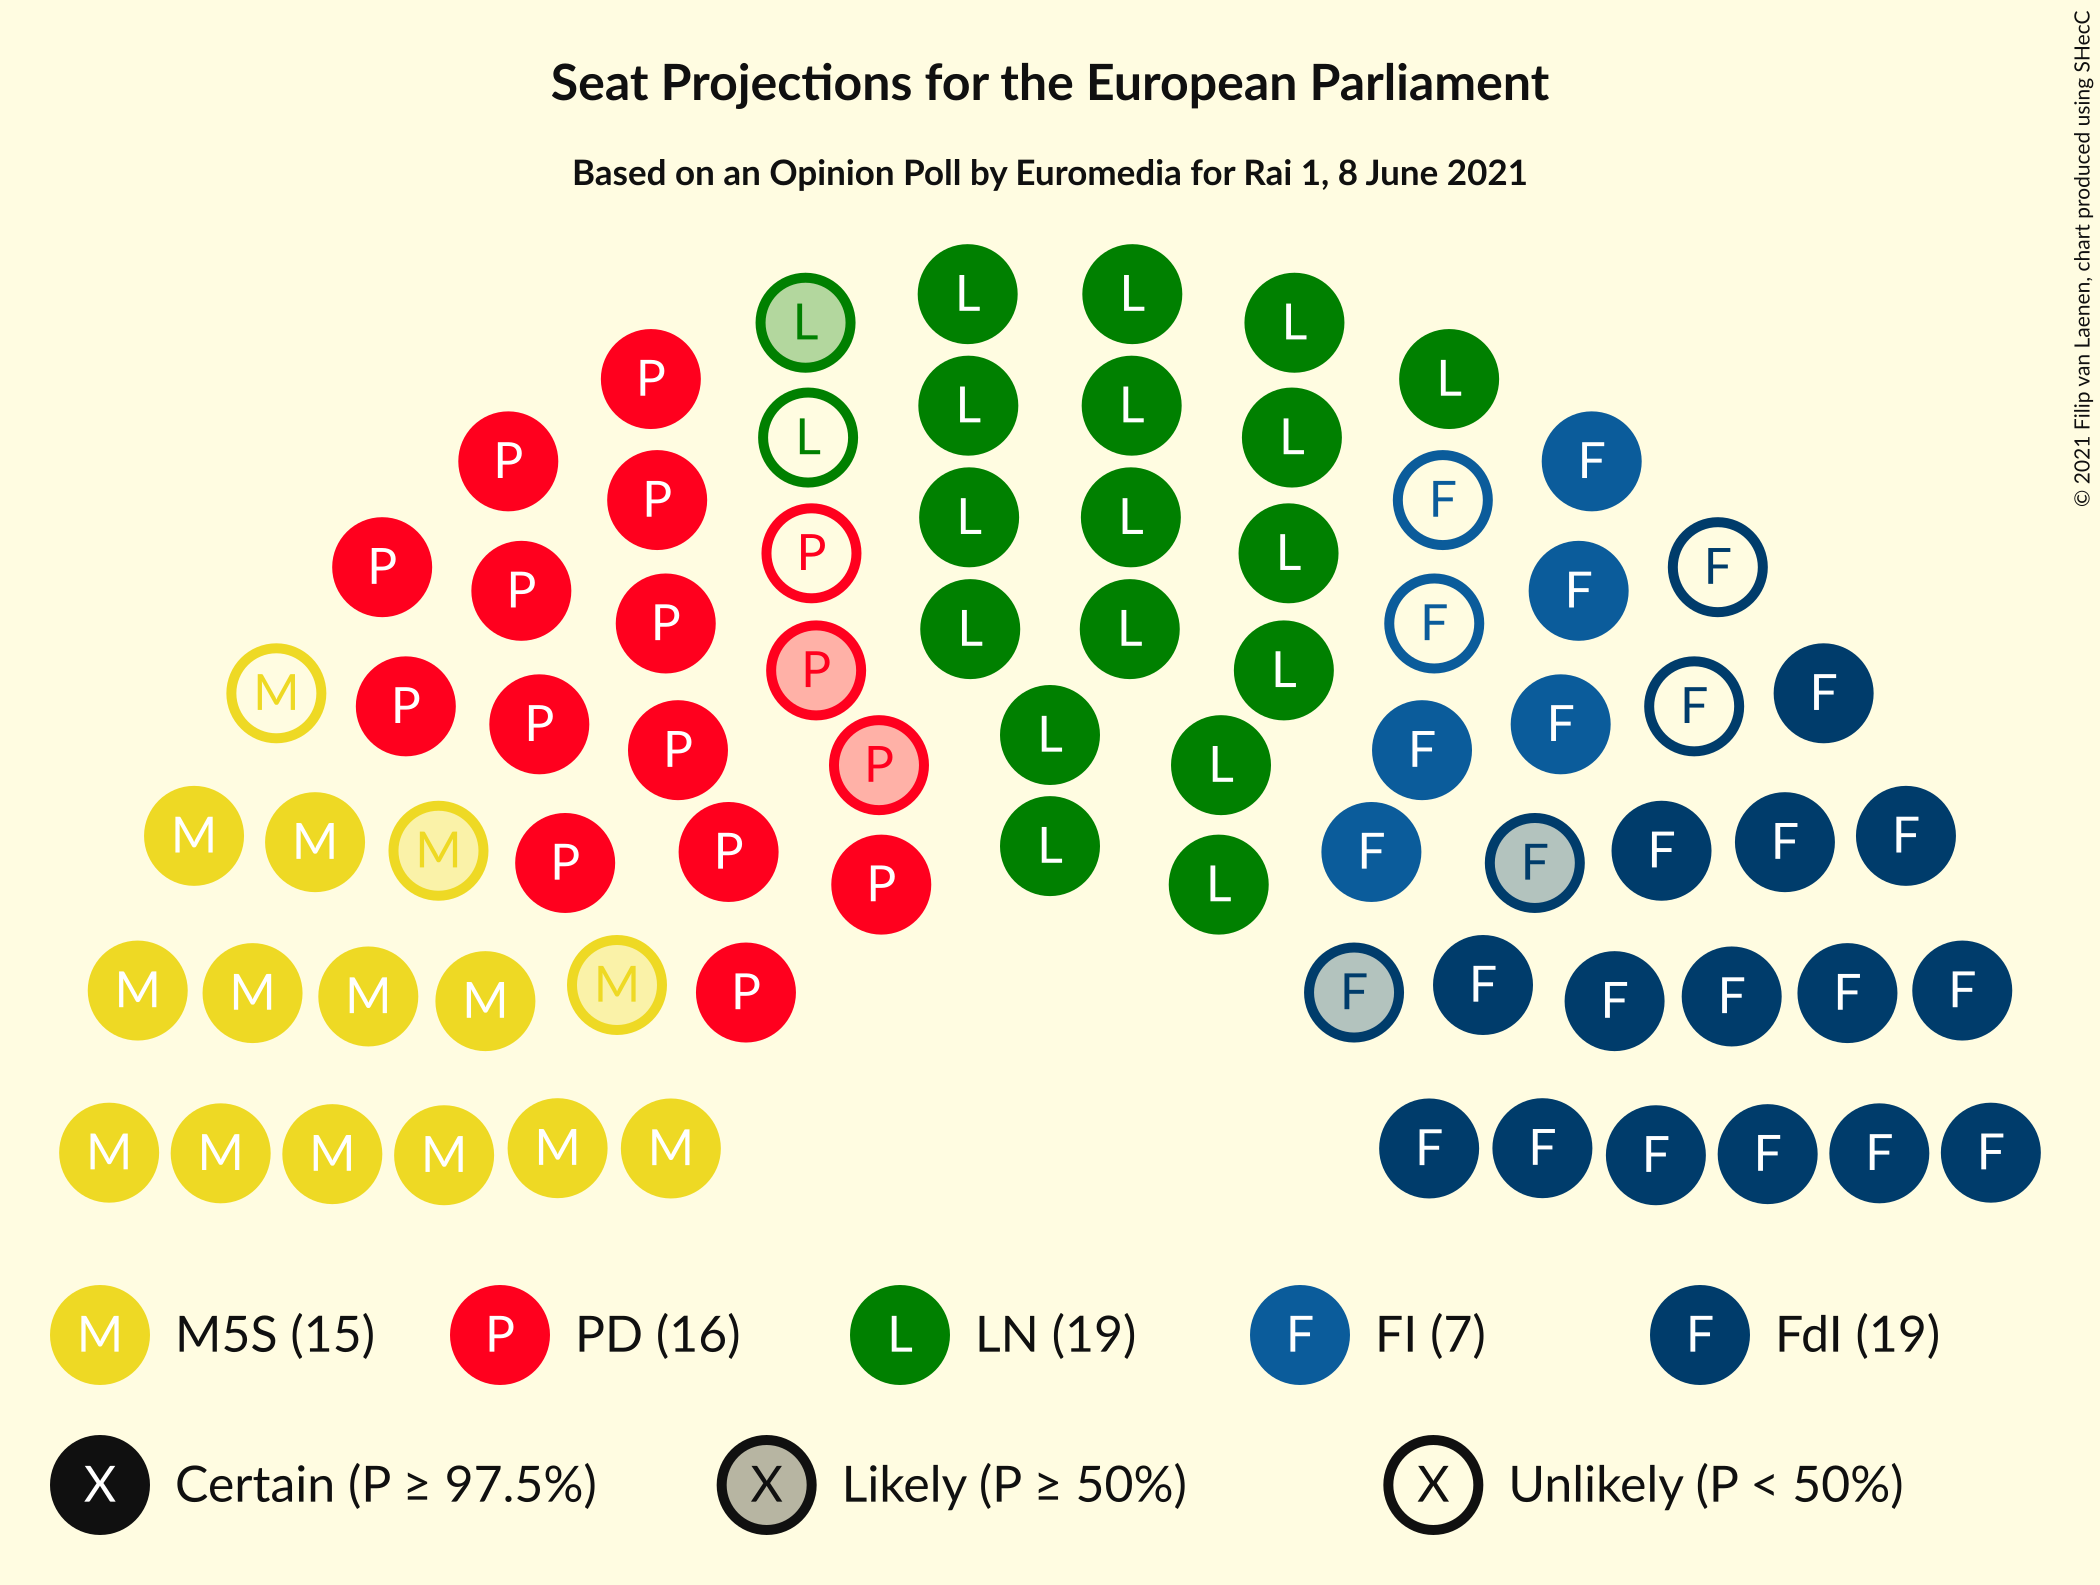 Seat Projections for the European Parliament
Based on an Opinion Poll by Euromedia for Rai 1, 8 June 2021
© 2021 Filip van Laenen, chart produced using SHecC
L L
L L
P L
L L
L L
P P F
P L
L L
P F
P P F F
P F
L L
P L
M F
P P F
P F
L
P L
M F
M M F F
M L F
P P F F
P L
M M F F
M P F F
M M F F
M M M M M M F F F F F F
M M5S (15) P PD (16) L LN (19) F FI (7) F FdI (19)
X Certain (P ≥ 97.5%) X Likely (P ≥ 50%) X Unlikely (P < 50%)